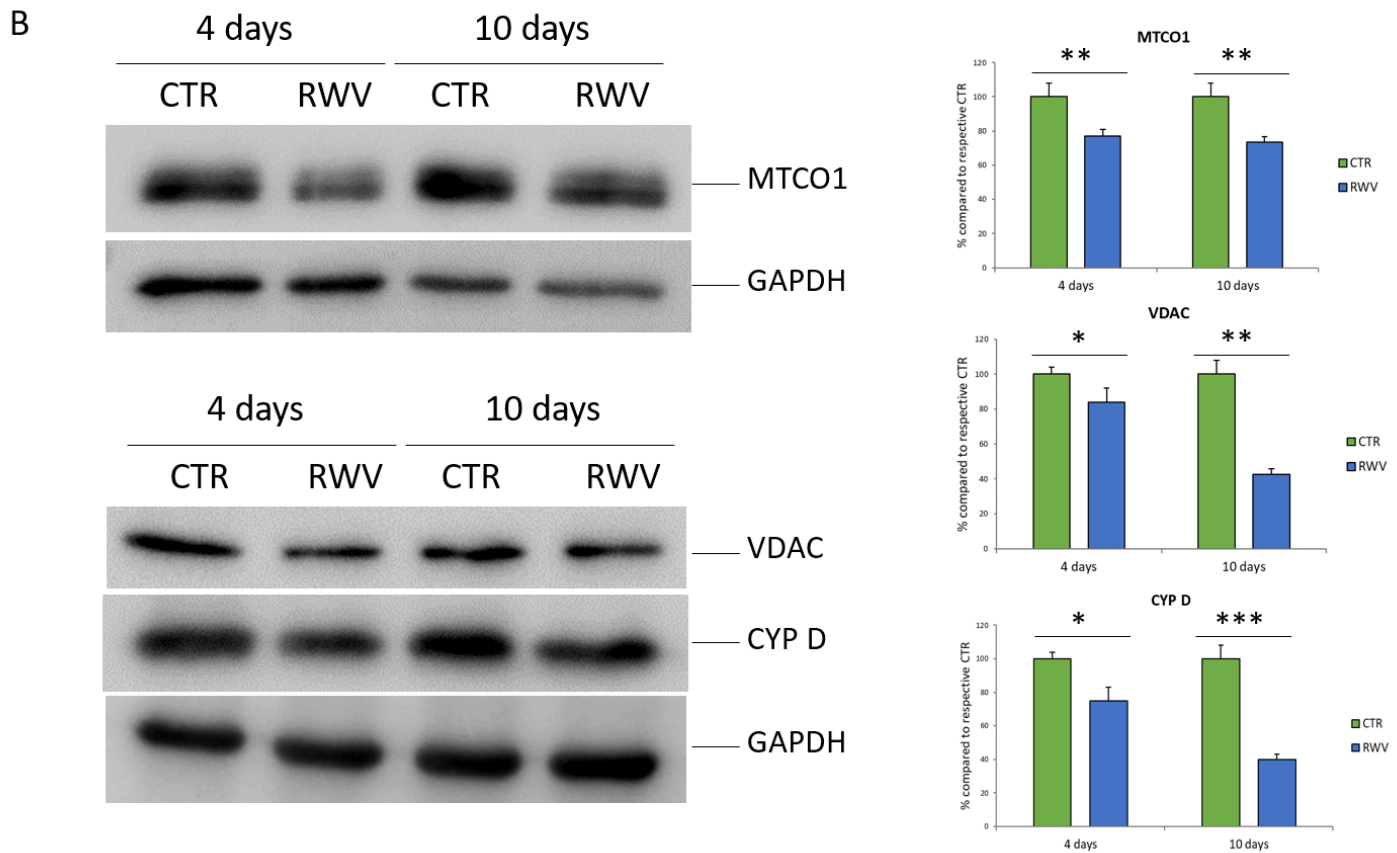 B
4 days 10 days
CTR RWV CTR RWV
MTCO1
GAPDH
4 days 10 days
CTR RWV CTR RWV
VDAC
CYP D
GAPDH
MTCO1
** **
% compared to respective CTR
120
100
80
60
40
20
0
4 days 10 days
CTR
RWV
VDAC
* **
% compared to respective CTR
120
100
80
60
40
20
0
4 days 10 days
CTR
RWV
CYP D
* ***
% compared to respective CTR
120
100
80
60
40
20
0
4 days 10 days
CTR
RWV